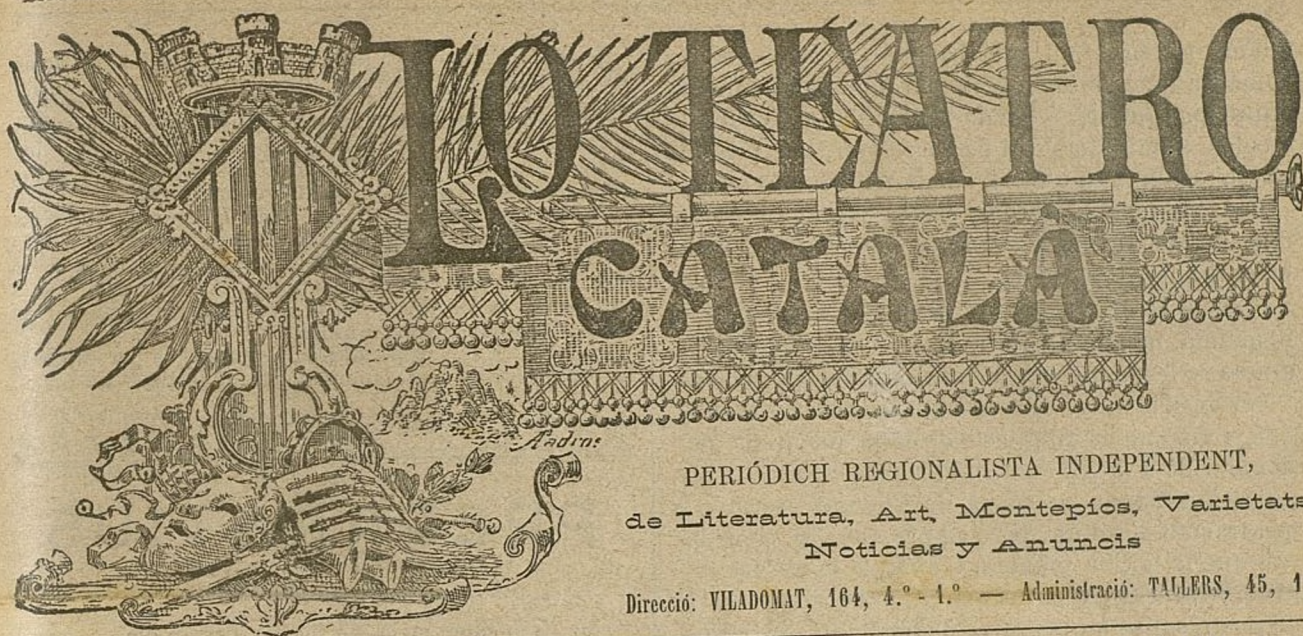 LO TEATRO
CATALÁ
PERIÓDICH REGIONALISTA INDEPENDENT,
de Literatura, Art, Montepíos, Varietats
Noticias y Anuncis
Direcció: VILADOMAT, 164, 4.º - 1.º — Administració: TALLERS, 45, 1